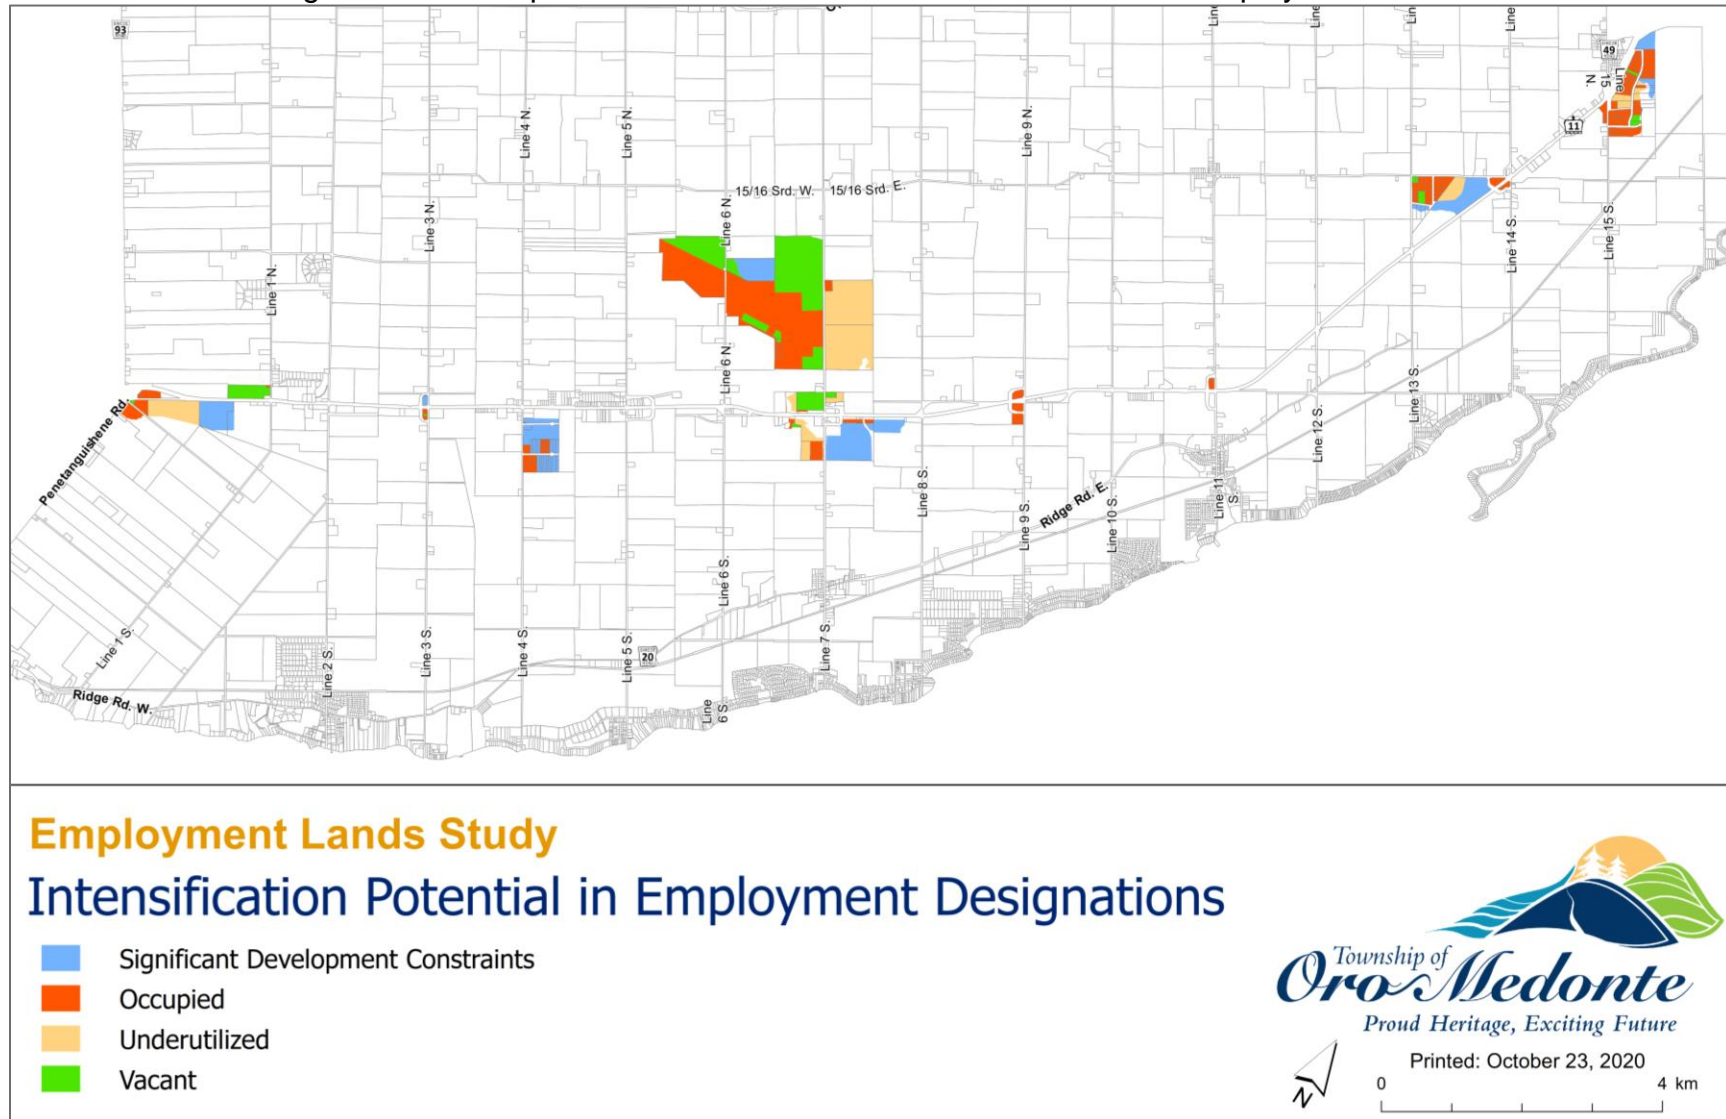 93
Line 4 N.
Line 5 N.
Line 9 N.
49
Line
15
N.
11
15/16 Srd. W.
15/16 Srd. E.
Line 3 N.
Line 6 N.
Line 1 N.
Line 14 S.
Line 15 S.
Line 6 N.
Line 13 S.
Line 12 S.
Penetanguishene Rd.
Line 8 S.
Line 11
S.
Ridge Rd. E.
Line 9 S.
Line 10 S.
Line 6 S.
Line 1 S.
Line 2 S.
Line 3 S.
Line 4 S.
Line 5 S.
20
Line 7 S.
Line
6 S.
Ridge Rd. W.
Employment Lands Study
Intensification Potential in Employment Designations
Significant Development Constraints
Occupied
Underutilized
Vacant
Township of
Oro-Medonte
Proud Heritage, Exciting Future
Printed: October 23, 2020
N
0 4 km